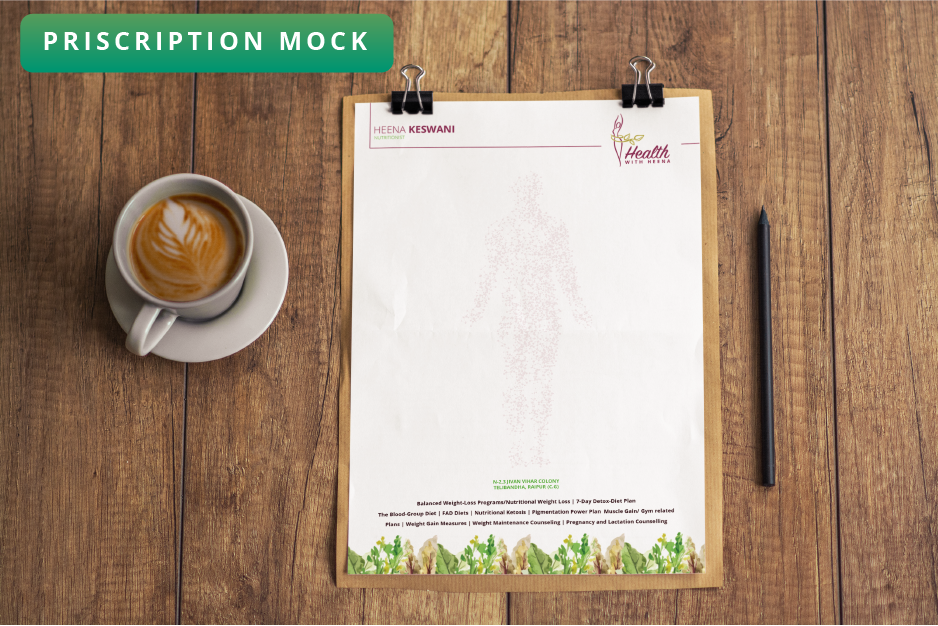 PRISCRIPTION MOCK
HEENA KESWANI
NUTRITIONIST
Health
WITH HEENA
N-2,3 JIVAN VIHAR COLONY
TELIBANDHA, RAIPUR (C.G)
Balanced Weight-Loss Programs/Nutritional Weight Loss | 7-Day Detox-Diet Plan
The Blood-Group Diet | FAD Diets | Nutritional Ketosis | Pigmentation Power Plan Muscle Gain/ Gym related
Plans | Weight Gain Measures | Weight Maintenance Counseling | Pregnancy and Lactation Counselling